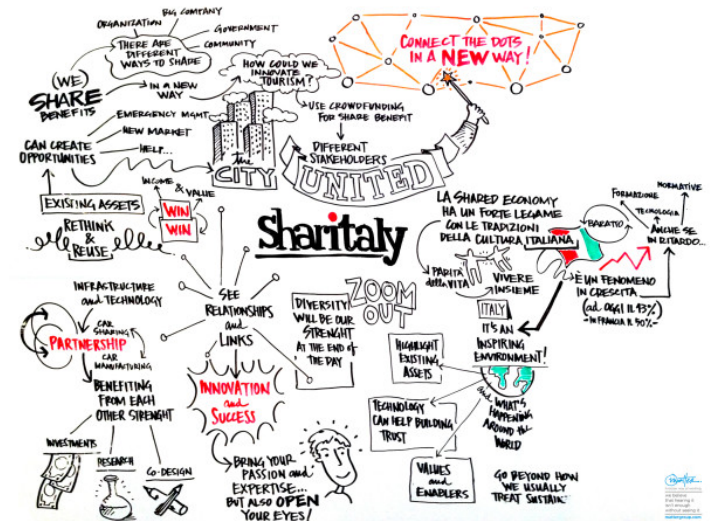 BIG COMPANY
ORGANIZATION
GOVERNMENT
COMMUNITY
THERE ARE
DIFFERENT
WAYS TO SHARE
(WE)
SHARE
BENEFITS
IN A NEW
WAY
HOW COULD WE
INNOVATE
TOURISM?
CONNECT THE DOTS
IN A NEW WAY!
EMERGENCY MGMT
NEW MARKET
HELP...
CAN CREATE
OPPORTUNITIES
USE CROWDFUNDING
FOR SHARE BENEFIT
DIFFERENT
STAKEHOLDERS
the
CITY
UNITED
EXISTING ASSETS
RETHINK
&
REUSE
INCOME
& VALUE
WIN
WIN
Sharitaly
LA SHARED ECONOMY
HA UN FORTE LEGAME
CON LE TRADIZIONI
DELLA CULTURA ITALIANA
BARATTO
FORMAZIONE
TECNOLOGIA
NORMATIVE
ANCHE SE
IN RITARDO...
PARITÀ
della VITA
VIVERE
INSIEME
È UN FENOMENO
IN CRESCITA
(ad OGGI IL 13%)
-IN FRANCIA IL 50%-
INFRASTRUCTURE
and TECHNOLOGY
CAR
SHARING
PARTNERSHIP
CAR
MANUFACTURING
BENEFITING
FROM EACH
OTHER STRENGHT
INVESTMENTS
RESEARCH
CO-DESIGN
SEE
RELATIONSHIPS
and
LINKS
INNOVATION
and
SUCCESS
BRING YOUR
PASSION and
EXPERTISE...
BUT ALSO OPEN
YOUR EYES!
DIVERSITY
WILL BE OUR
STRENGHT
AT THE END of
THE DAY
ZOOM
OUT
ITALY
IT'S AN
INSPIRING
ENVIRONMENT!
HIGHLIGHT
EXISTING
ASSETS
TECHNOLOGY
CAN HELP BUILDING
TRUST
VALUES
and
ENABLERS
and WHAT'S
HAPPENING
AROUND the
WORLD
GO BEYOND HOW
WE USUALLY
TREAT SUSTAIN.